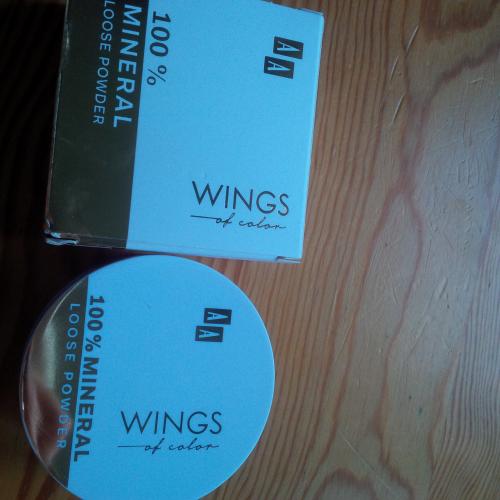 100 %
MINERAL
LOOSE POWDER
AA
WINGS
of color
100 % MINERAL
LOOSE POWDER
AA
WINGS
of color